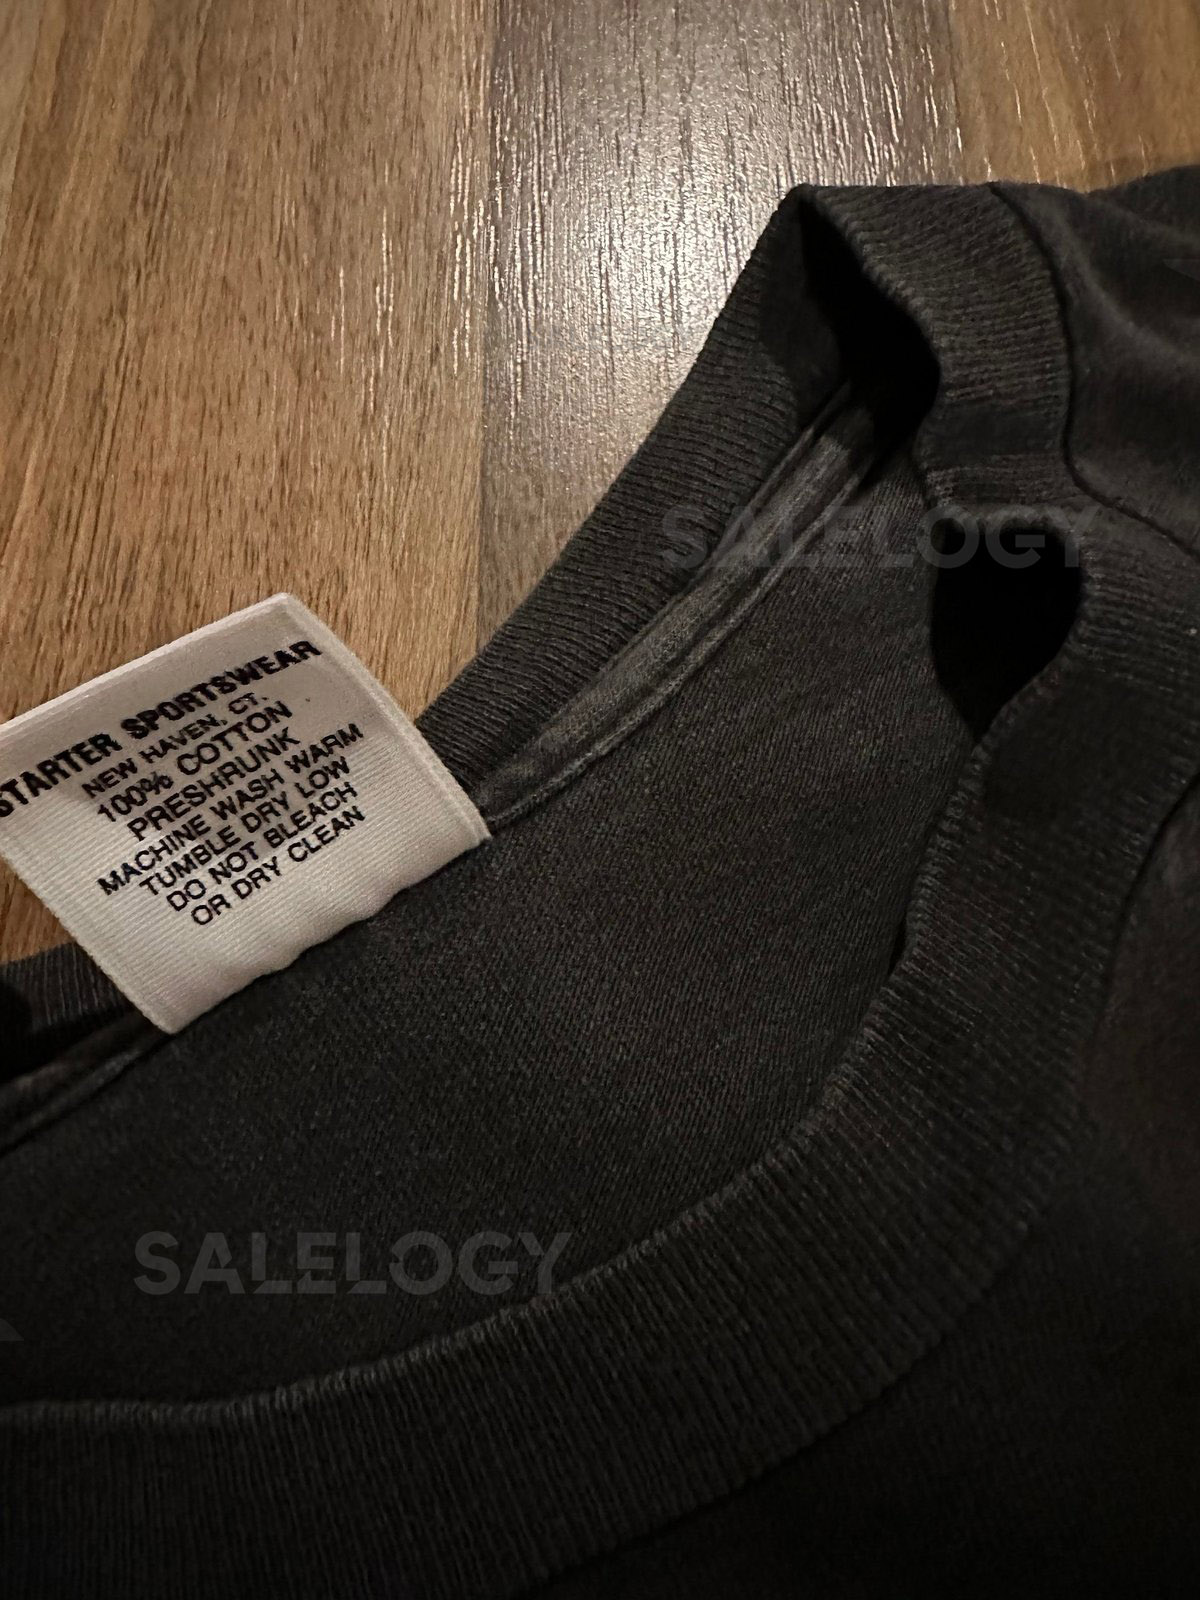 SALELOGY
STARTER SPORTSWEAR
NEW HAVEN, CT.
100% COTTON
PRESHRUNK
MACHINE WASH WARM
TUMBLE DRY LOW
DO NOT BLEACH
OR DRY CLEAN
SALELOGY